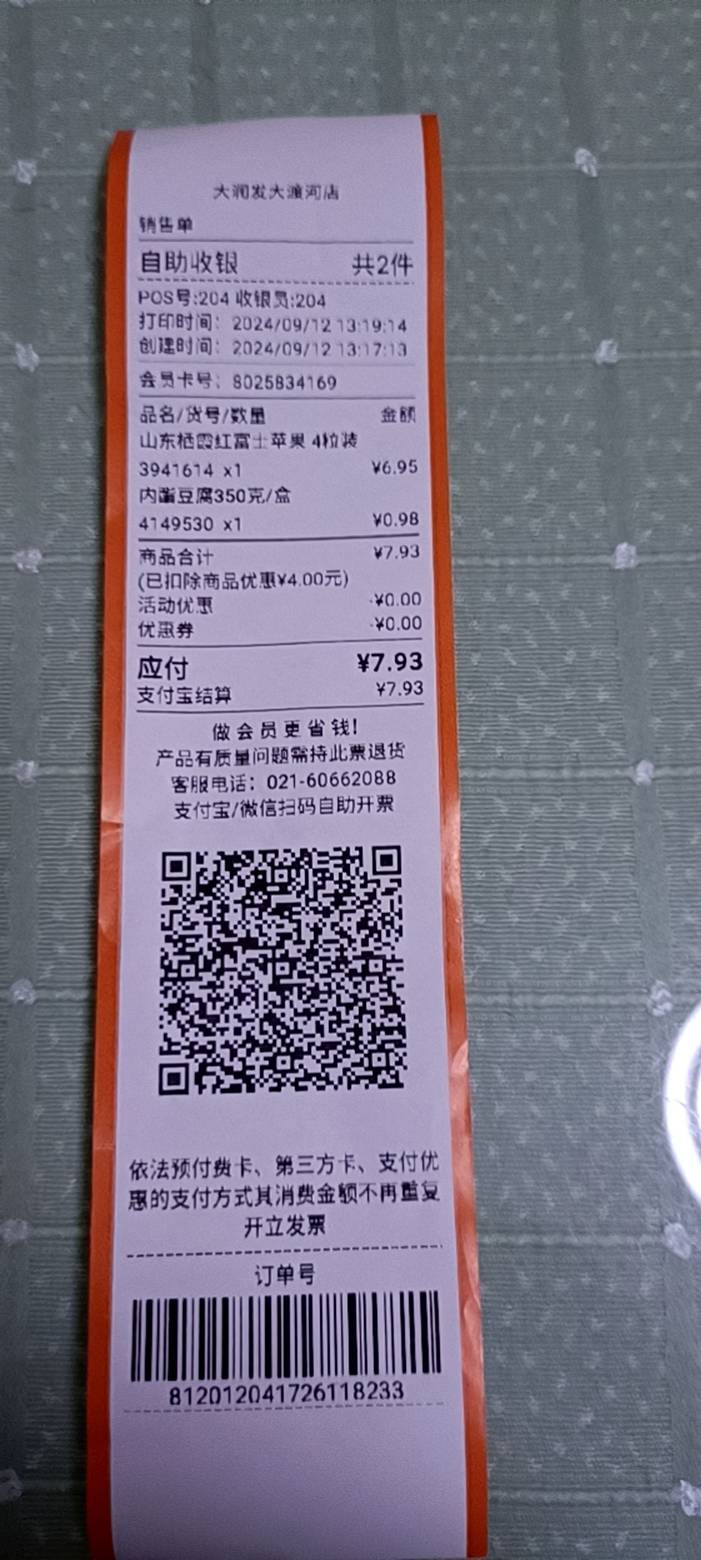 大润发大渡河店
销售单
自助收银 共2件
POS号:204 收银员:204
打印时间: 2024/09/12 13:19:14
创建时间: 2024/09/12 13:17:13
会员卡号: 8025834169
品名/货号/数量 金额
山东栖霞红富士苹果 4粒装
3941614 x1 ¥6.95
内酯豆腐350克/盒
4149530 x1 ¥0.98
商品合计 ¥7.93
(已扣除商品优惠¥4.00元)
活动优惠 -¥0.00
优惠券 -¥0.00
应付 ¥7.93
支付宝结算 ¥7.93
做会员更省钱!
产品有质量问题需持此票退货
客服电话: 021-60662088
支付宝/微信扫码自助开票
依法预付费卡、第三方卡、支付优
惠的支付方式其消费金额不再重复
开立发票
订单号
812012041726118233